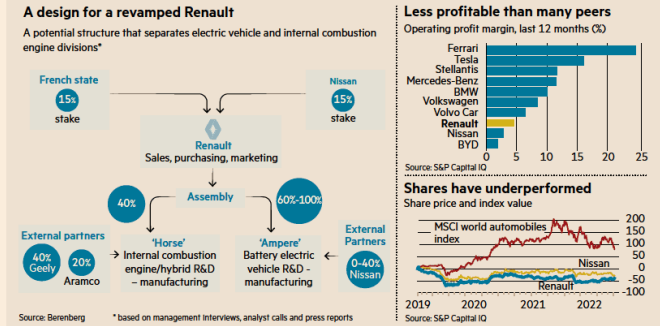 A design for a revamped Renault
A potential structure that separates electric vehicle and internal combustion
engine divisions*
French state
15%
stake
Nissan
15%
stake
Renault
Sales, purchasing, marketing
Assembly
40%
60%-100%
External partners
40%
Geely
20%
Aramco
'Horse'
Internal combustion
engine/hybrid R&D
– manufacturing
'Ampere'
Battery electric
vehicle R&D -
manufacturing
External
Partners
0-40%
Nissan
Source: Berenberg
* based on management interviews, analyst calls and press reports
Less profitable than many peers
Operating profit margin, last 12 months (%)
Ferrari
Tesla
Stellantis
Mercedes-Benz
BMW
Volkswagen
Volvo Car
Renault
Nissan
BYD
0 5 10 15 20 25
Source: S&P Capital IQ
Shares have underperformed
Share price and index value
MSCI world automobiles
index
Nissan
Renault
200
150
100
50
0
-50
-100
2019 2020 2021 2022
Source: S&P Capital IQ